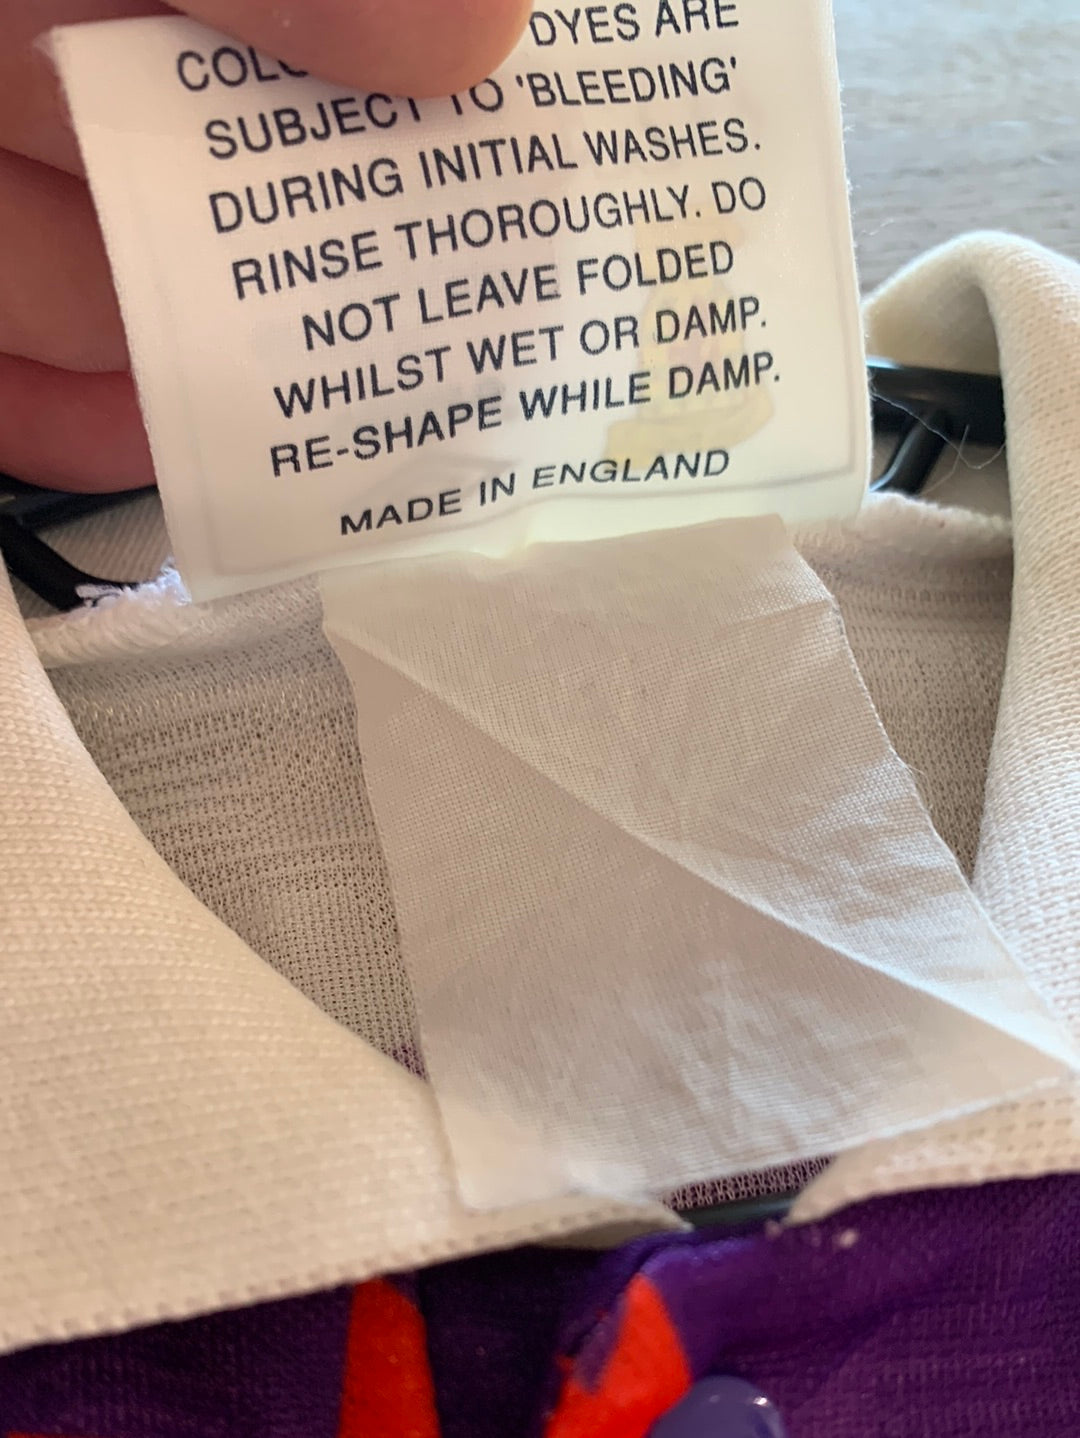 DYES ARE
SUBJECT TO 'BLEEDING'
DURING INITIAL WASHES.
RINSE THOROUGHLY. DO
NOT LEAVE FOLDED
WHILST WET OR DAMP.
RE-SHAPE WHILE DAMP.
MADE IN ENGLAND